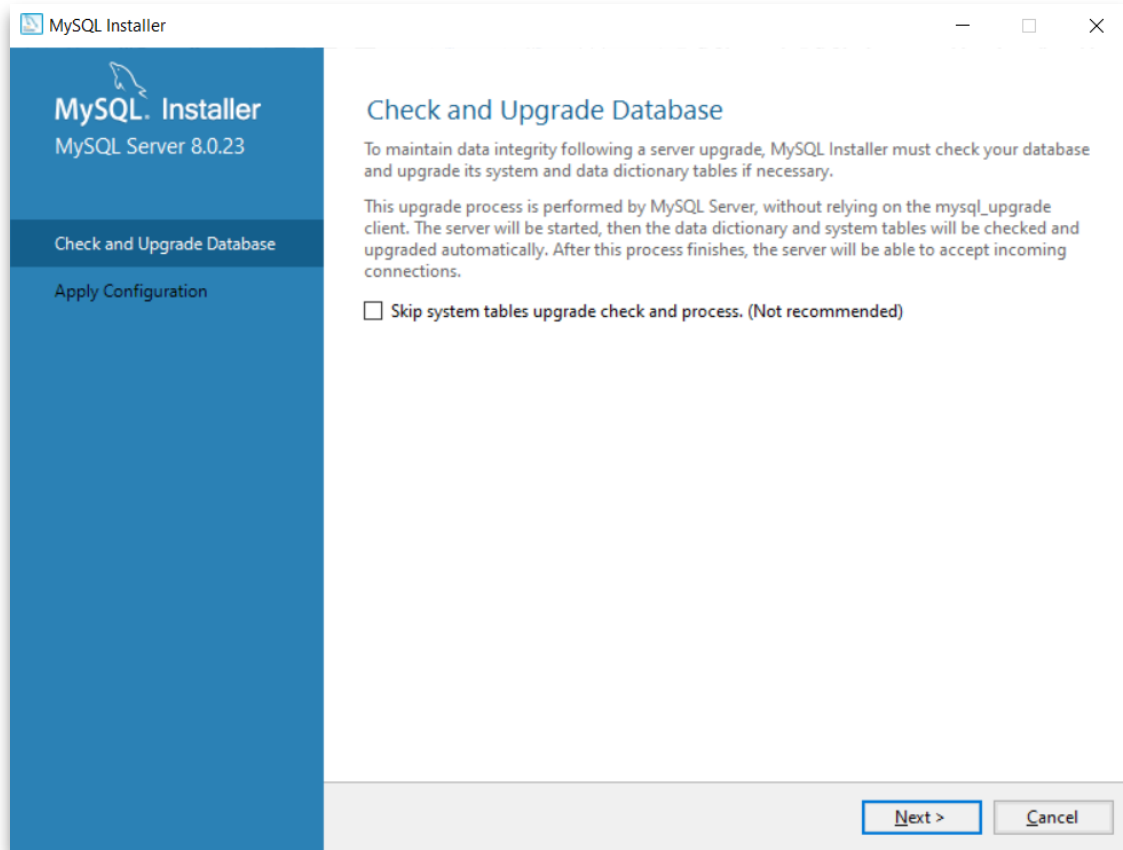 MySQL Installer
MySQL. Installer
MySQL Server 8.0.23
Check and Upgrade Database
Apply Configuration
Check and Upgrade Database
To maintain data integrity following a server upgrade, MySQL Installer must check your database
and upgrade its system and data dictionary tables if necessary.
This upgrade process is performed by MySQL Server, without relying on the mysql_upgrade
client. The server will be started, then the data dictionary and system tables will be checked and
upgraded automatically. After this process finishes, the server will be able to accept incoming
connections.
Skip system tables upgrade check and process. (Not recommended)
Next >
Cancel